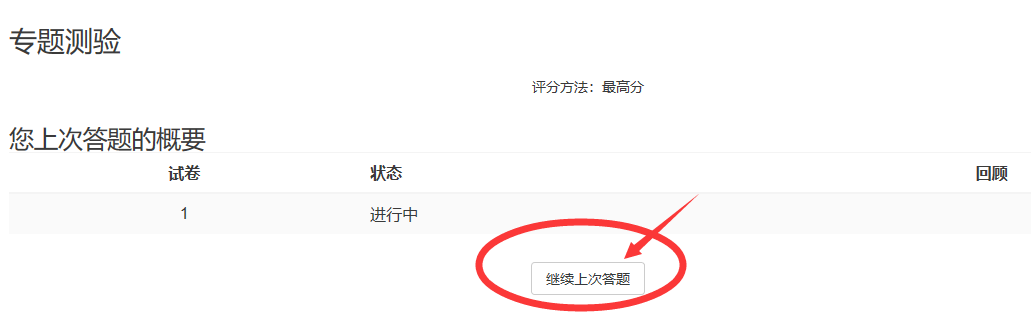 专题测验
评分方法：最高分
您上次答题的概要
试卷 状态 回顾
1 进行中
继续上次答题